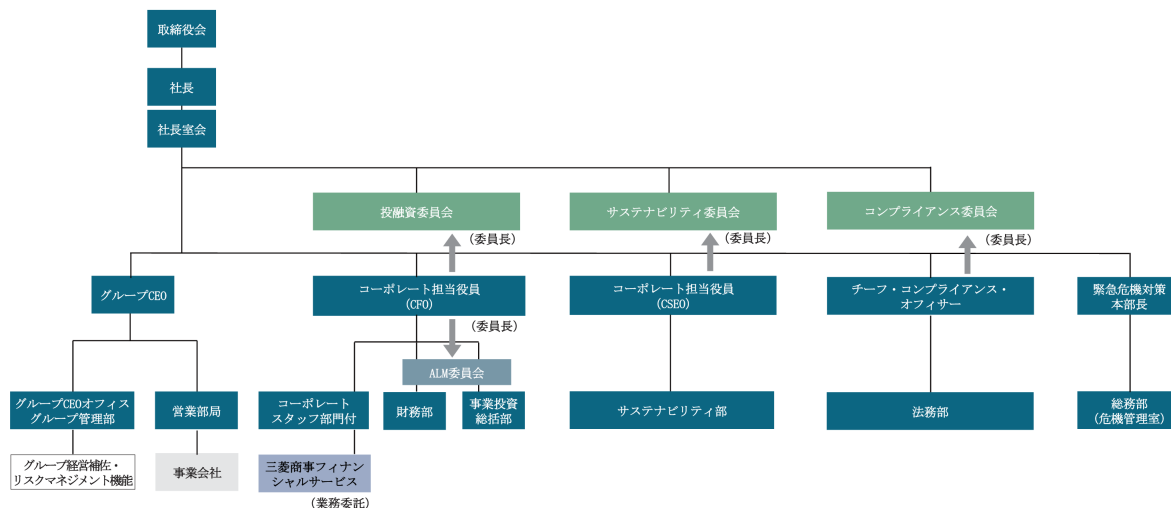 取締役会
社長
社長室会
投融資委員会
サステナビリティ委員会
コンプライアンス委員会
(委員長)
(委員長)
(委員長)
グループCEO
コーポレート担当役員
(CFO)
コーポレート担当役員
(CSEO)
チーフ・コンプライアンス・
オフィサー
緊急危機対策
本部長
(委員長)
ALM委員会
グループCEOオフィス
グループ管理部
営業部局
コーポレート
スタッフ部門付
財務部
事業投資
総括部
サステナビリティ部
法務部
総務部
(危機管理室)
グループ経営補佐・
リスクマネジメント機能
事業会社
三菱商事フィナン
シャルサービス
(業務委託)